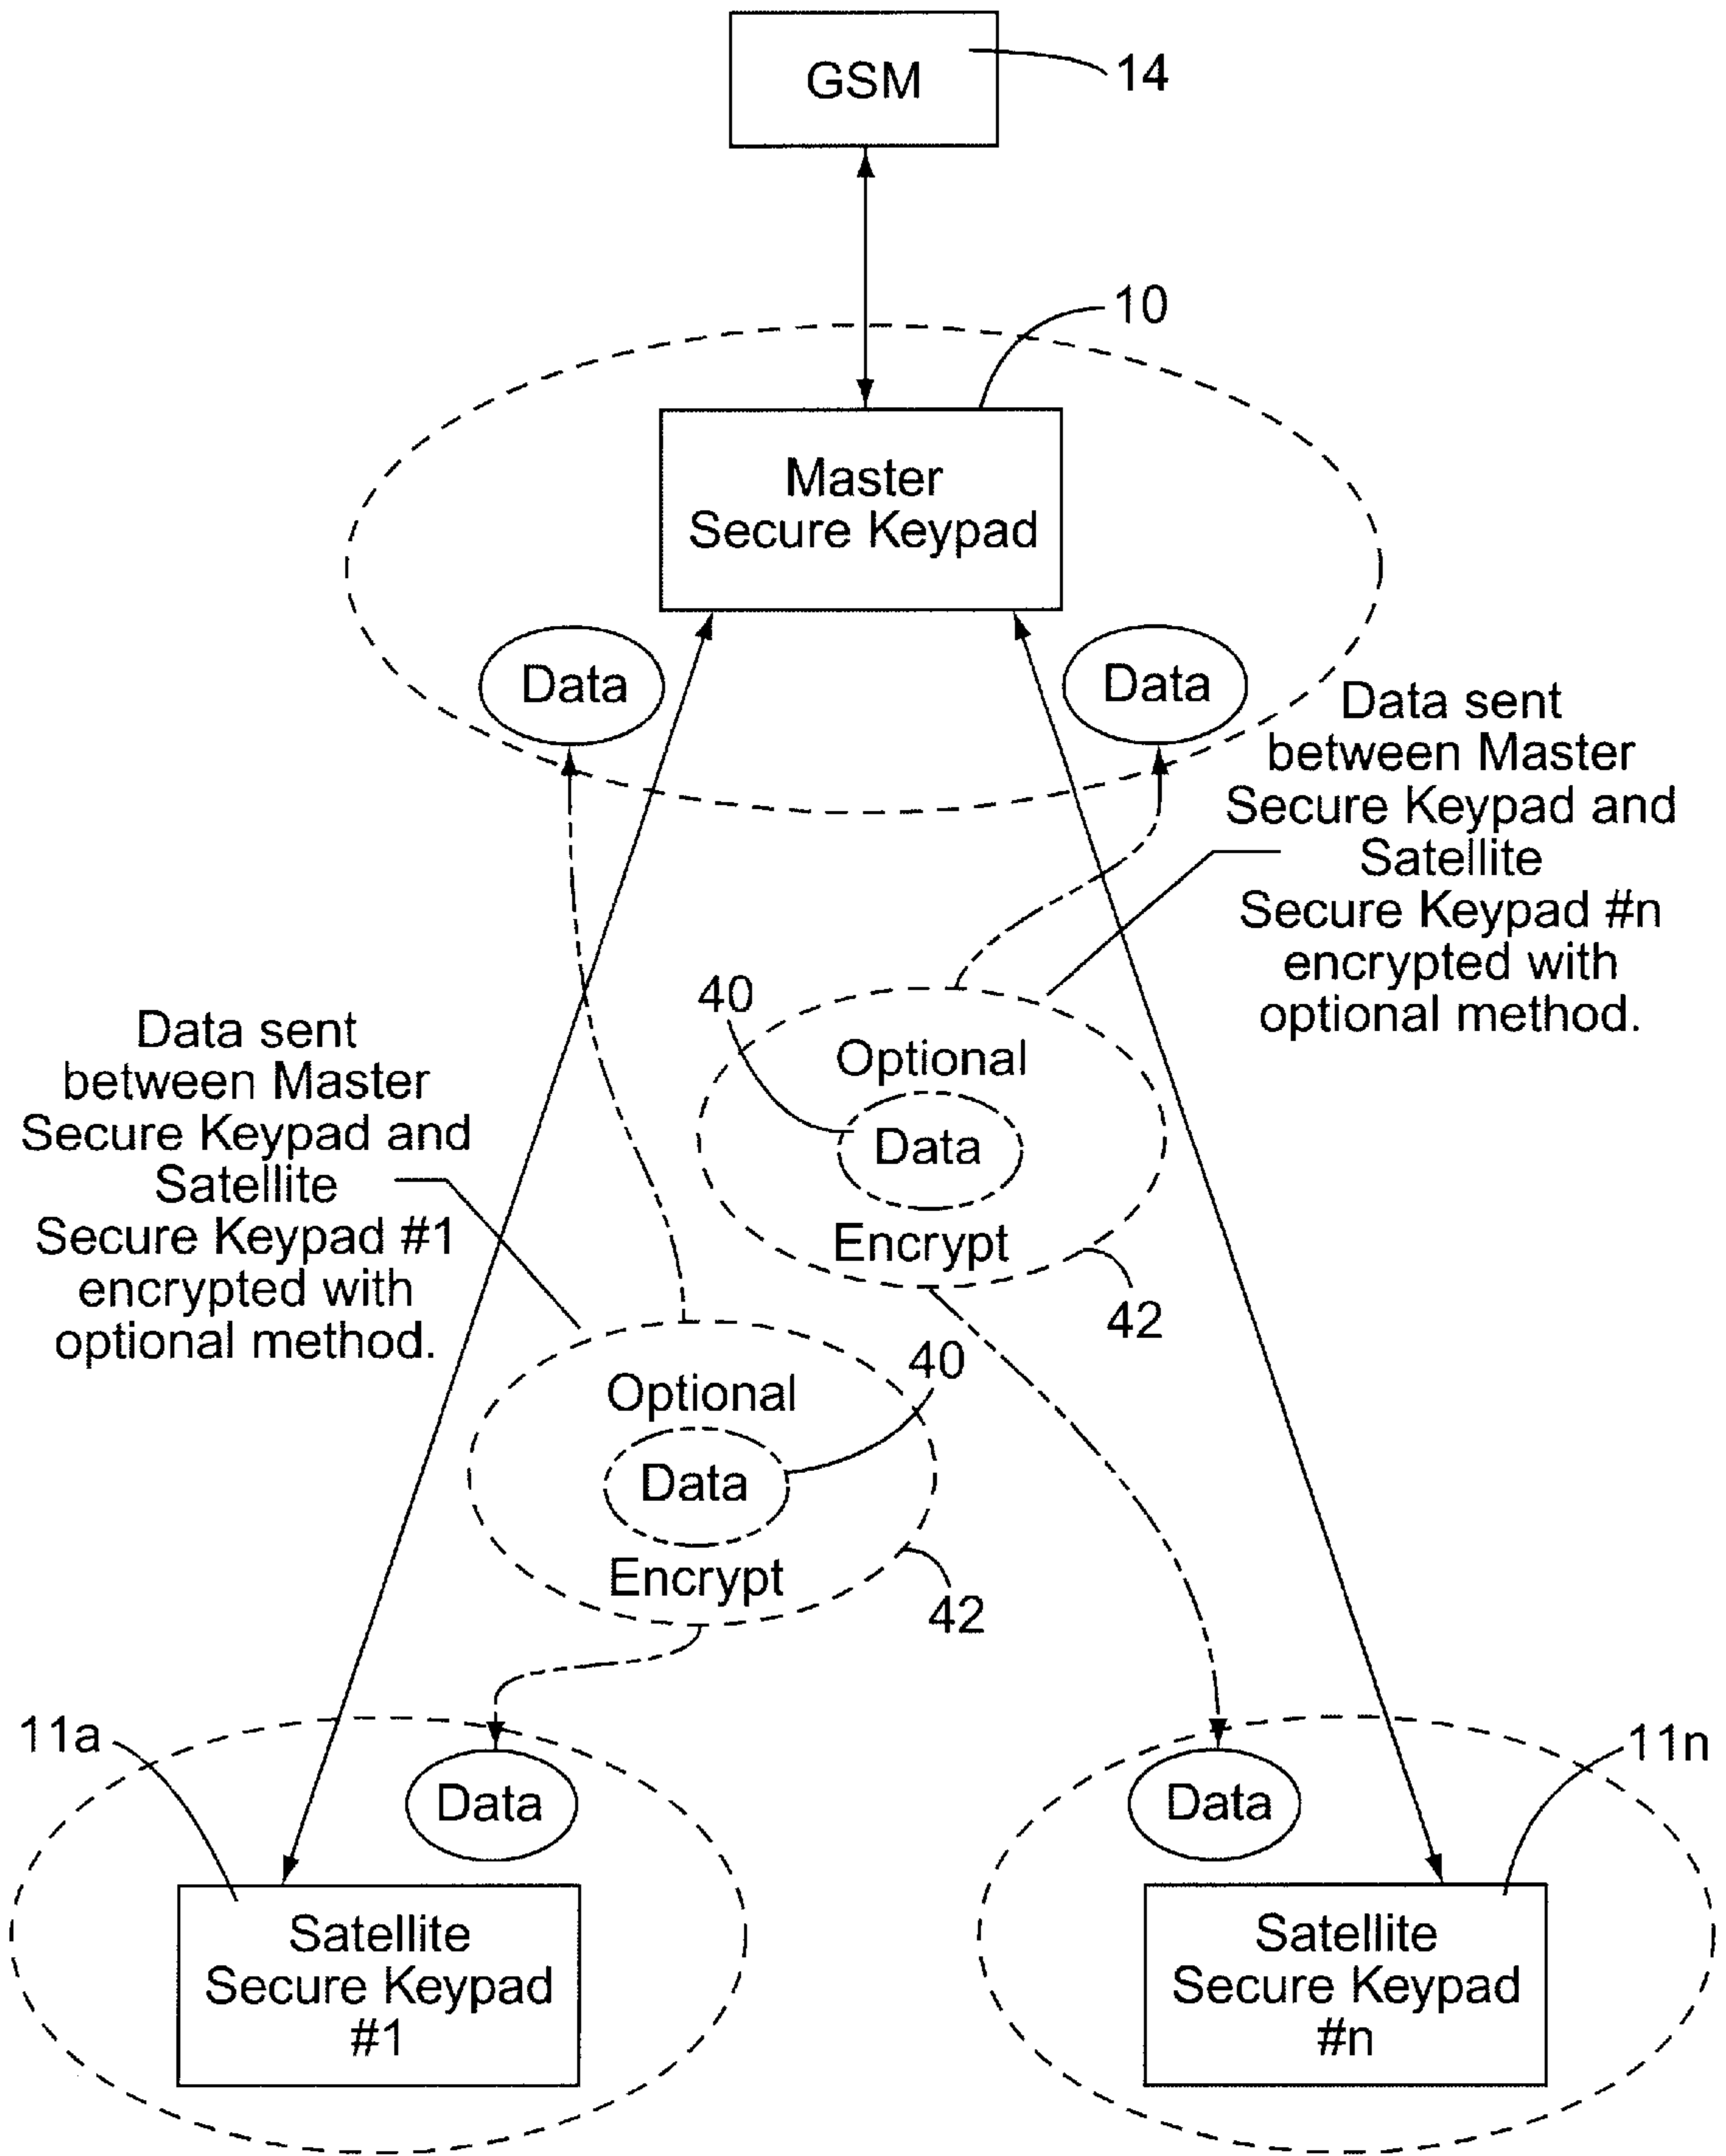 GSM
14
10
Master
Secure Keypad
Data
Data
Data sent
between Master
Secure Keypad and
Satellite
Secure Keypad #n
encrypted with
optional method.
40
Optional
Data
Encrypt
42
Data sent
between Master
Secure Keypad and
Satellite
Secure Keypad #1
encrypted with
optional method.
40
Optional
Data
Encrypt
42
11a
Data
Satellite
Secure Keypad
#1
11n
Data
Satellite
Secure Keypad
#n